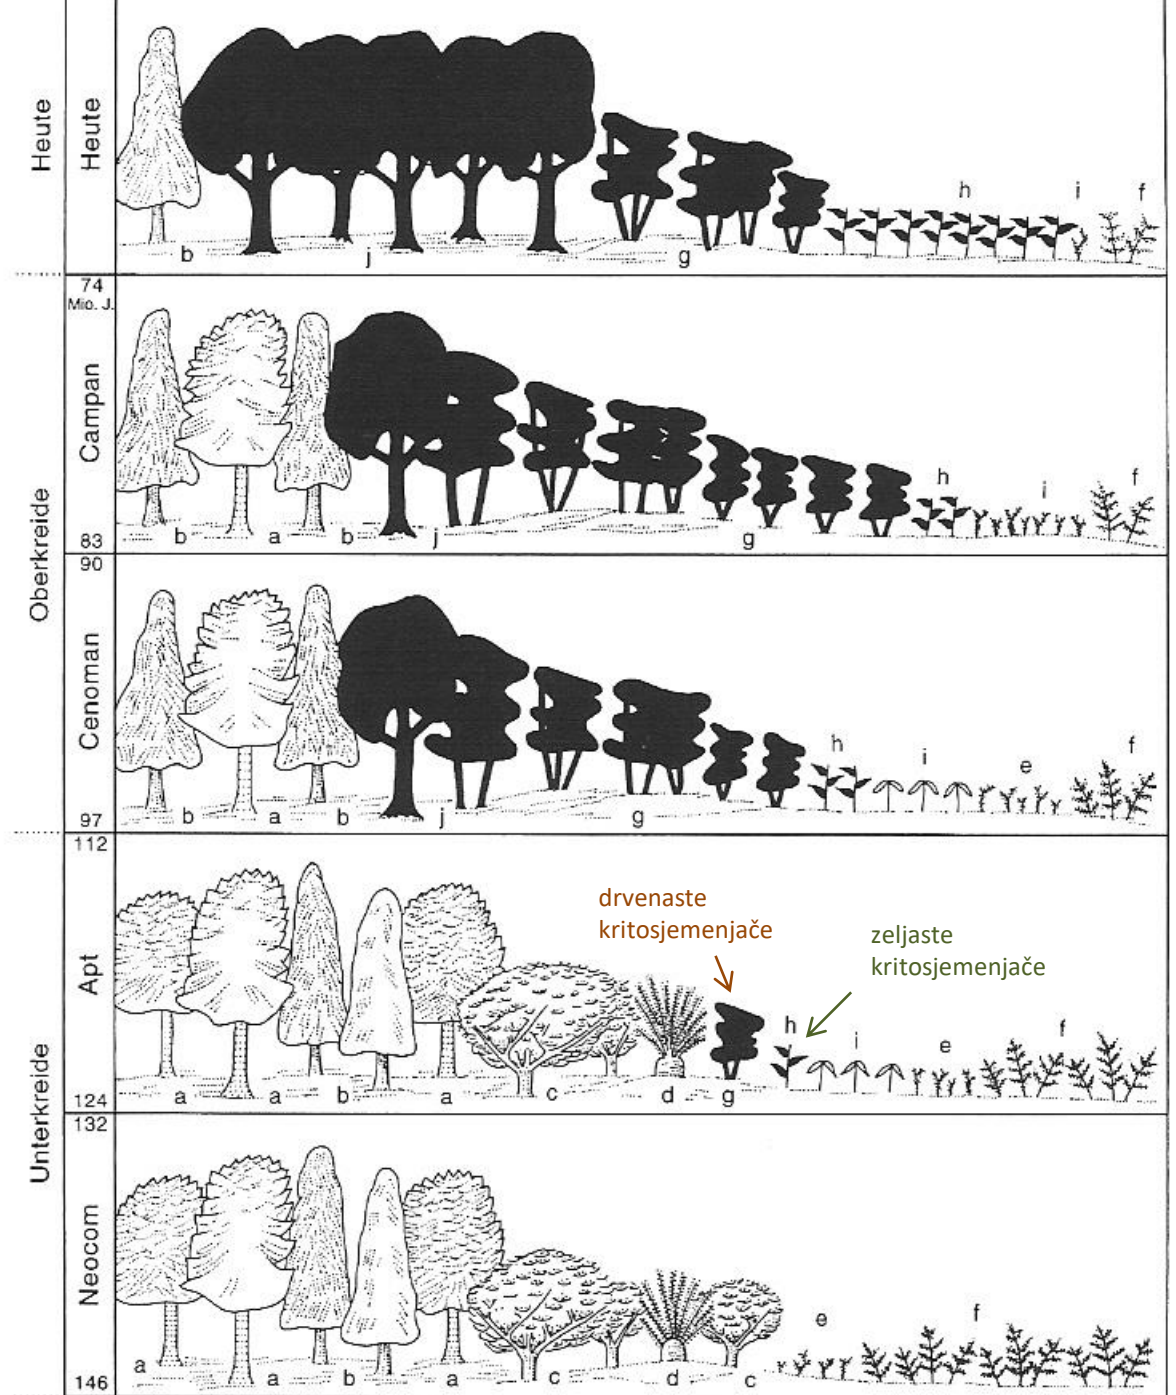 Heute
Heute
h
i
f
b
j
g
Oberkreide
74
Mio. J.
Campan
83
h
i
f
b
a
b
j
g
90
Cenoman
97
h
i
e
f
b
a
b
j
g
Unterkreide
112
Apt
124
drvenaste
kritosjemenjače
zeljaste
kritosjemenjače
h
i
e
f
a
a
b
a
c
d
g
132
Neocom
146
e
f
a
a
b
a
c
d
c